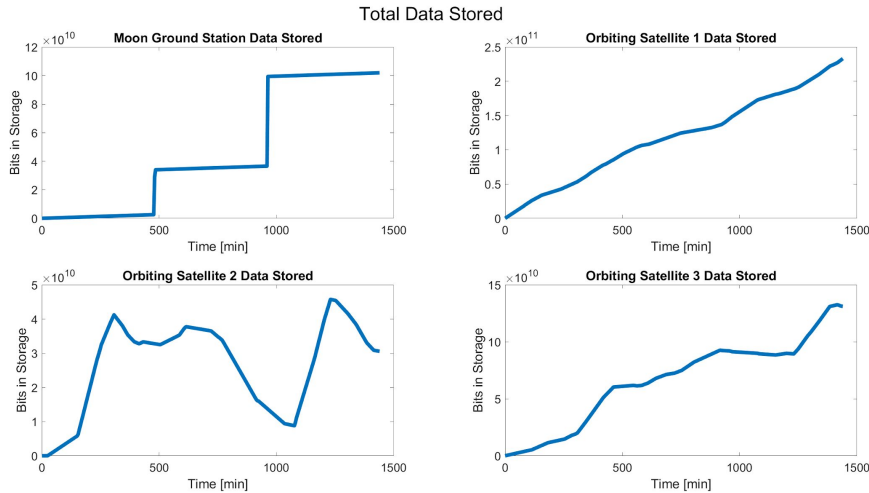 Total Data Stored
Moon Ground Station Data Stored
×10^10
12
10
8
6
4
2
0
Bits in Storage
0 500 1000 1500
Time [min]
Orbiting Satellite 1 Data Stored
×10^11
2.5
2
1.5
1
0.5
0
Bits in Storage
0 500 1000 1500
Time [min]
Orbiting Satellite 2 Data Stored
×10^10
5
4
3
2
1
0
Bits in Storage
0 500 1000 1500
Time [min]
Orbiting Satellite 3 Data Stored
×10^10
15
10
5
0
Bits in Storage
0 500 1000 1500
Time [min]